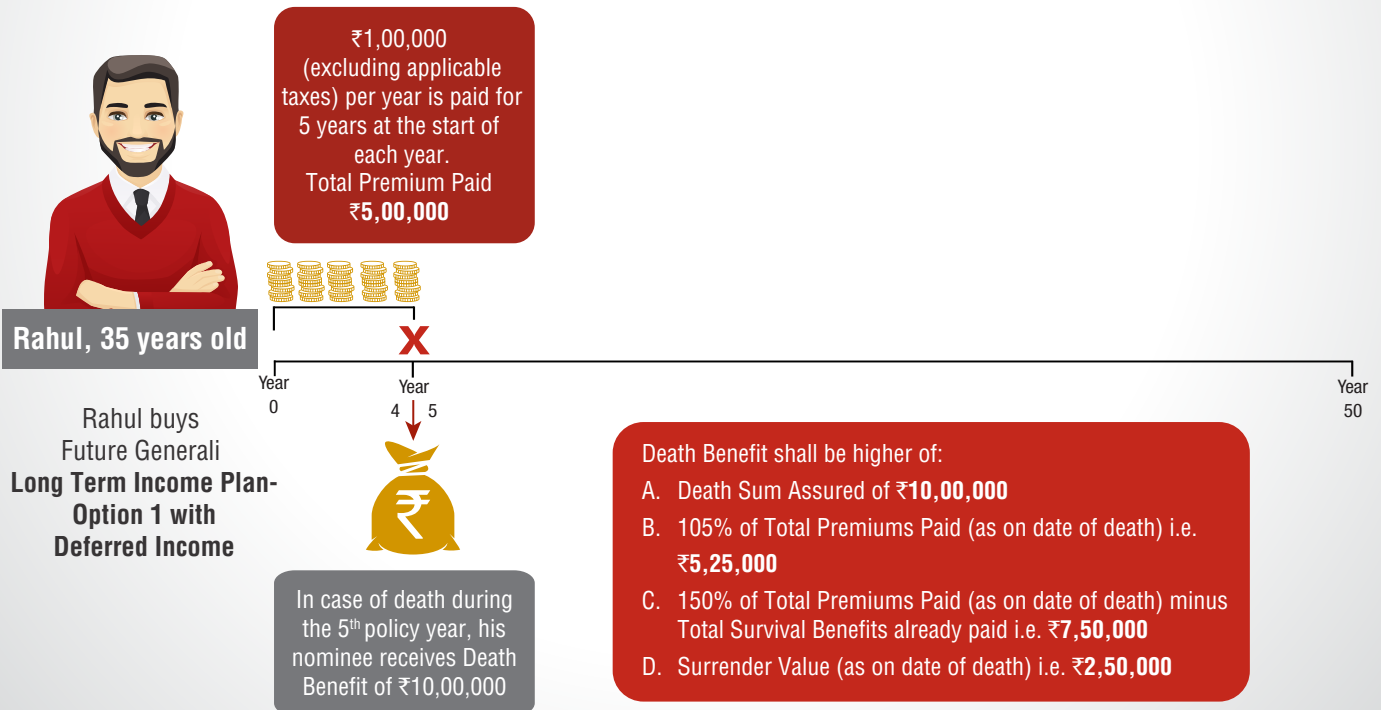 ₹1,00,000
(excluding applicable
taxes) per year is paid for
5 years at the start of
each year.
Total Premium Paid
₹5,00,000
Rahul, 35 years old
Rahul buys
Future Generali
Long Term Income Plan-
Option 1 with
Deferred Income
Year
0
Year
4 5
Year
50
₹
In case of death during
the 5th policy year, his
nominee receives Death
Benefit of ₹10,00,000
Death Benefit shall be higher of:
A. Death Sum Assured of ₹10,00,000
B. 105% of Total Premiums Paid (as on date of death) i.e.
₹5,25,000
C. 150% of Total Premiums Paid (as on date of death) minus
Total Survival Benefits already paid i.e. ₹7,50,000
D. Surrender Value (as on date of death) i.e. ₹2,50,000